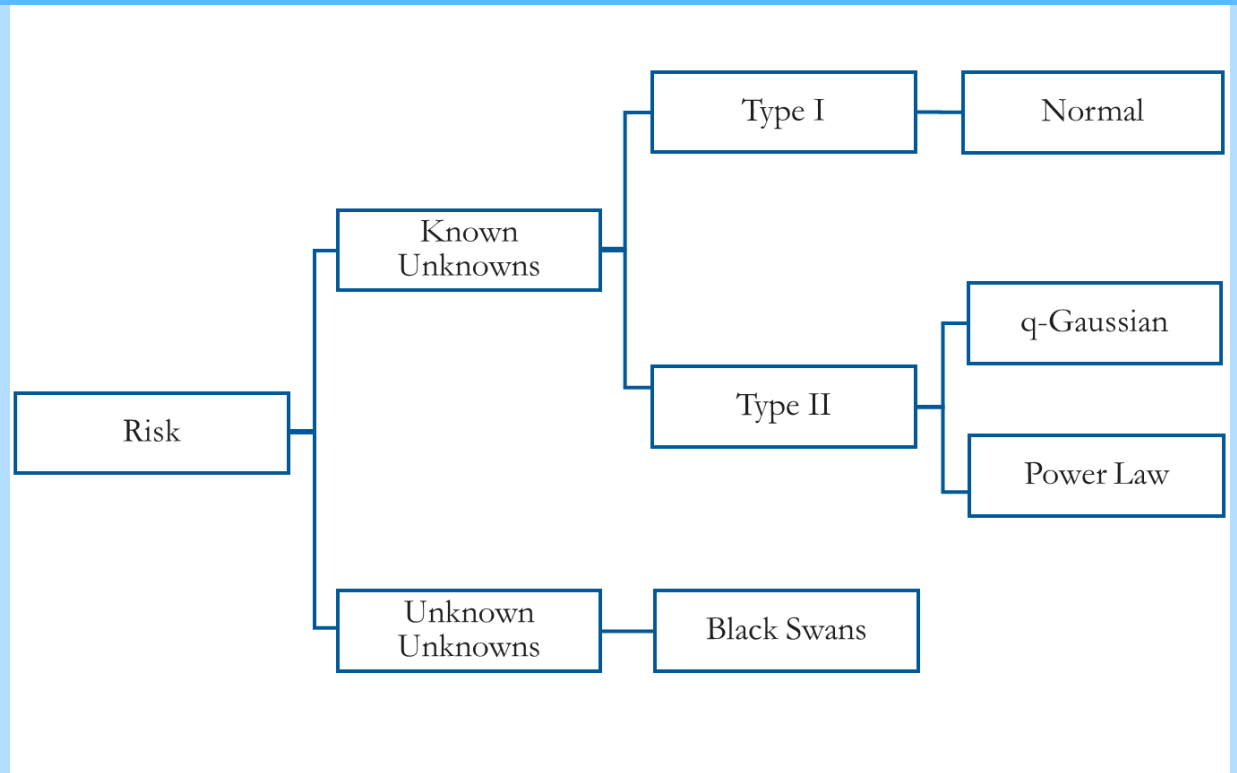 Type I
Normal
Known
Unknowns
q-Gaussian
Type II
Risk
Power Law
Unknown
Unknowns
Black Swans